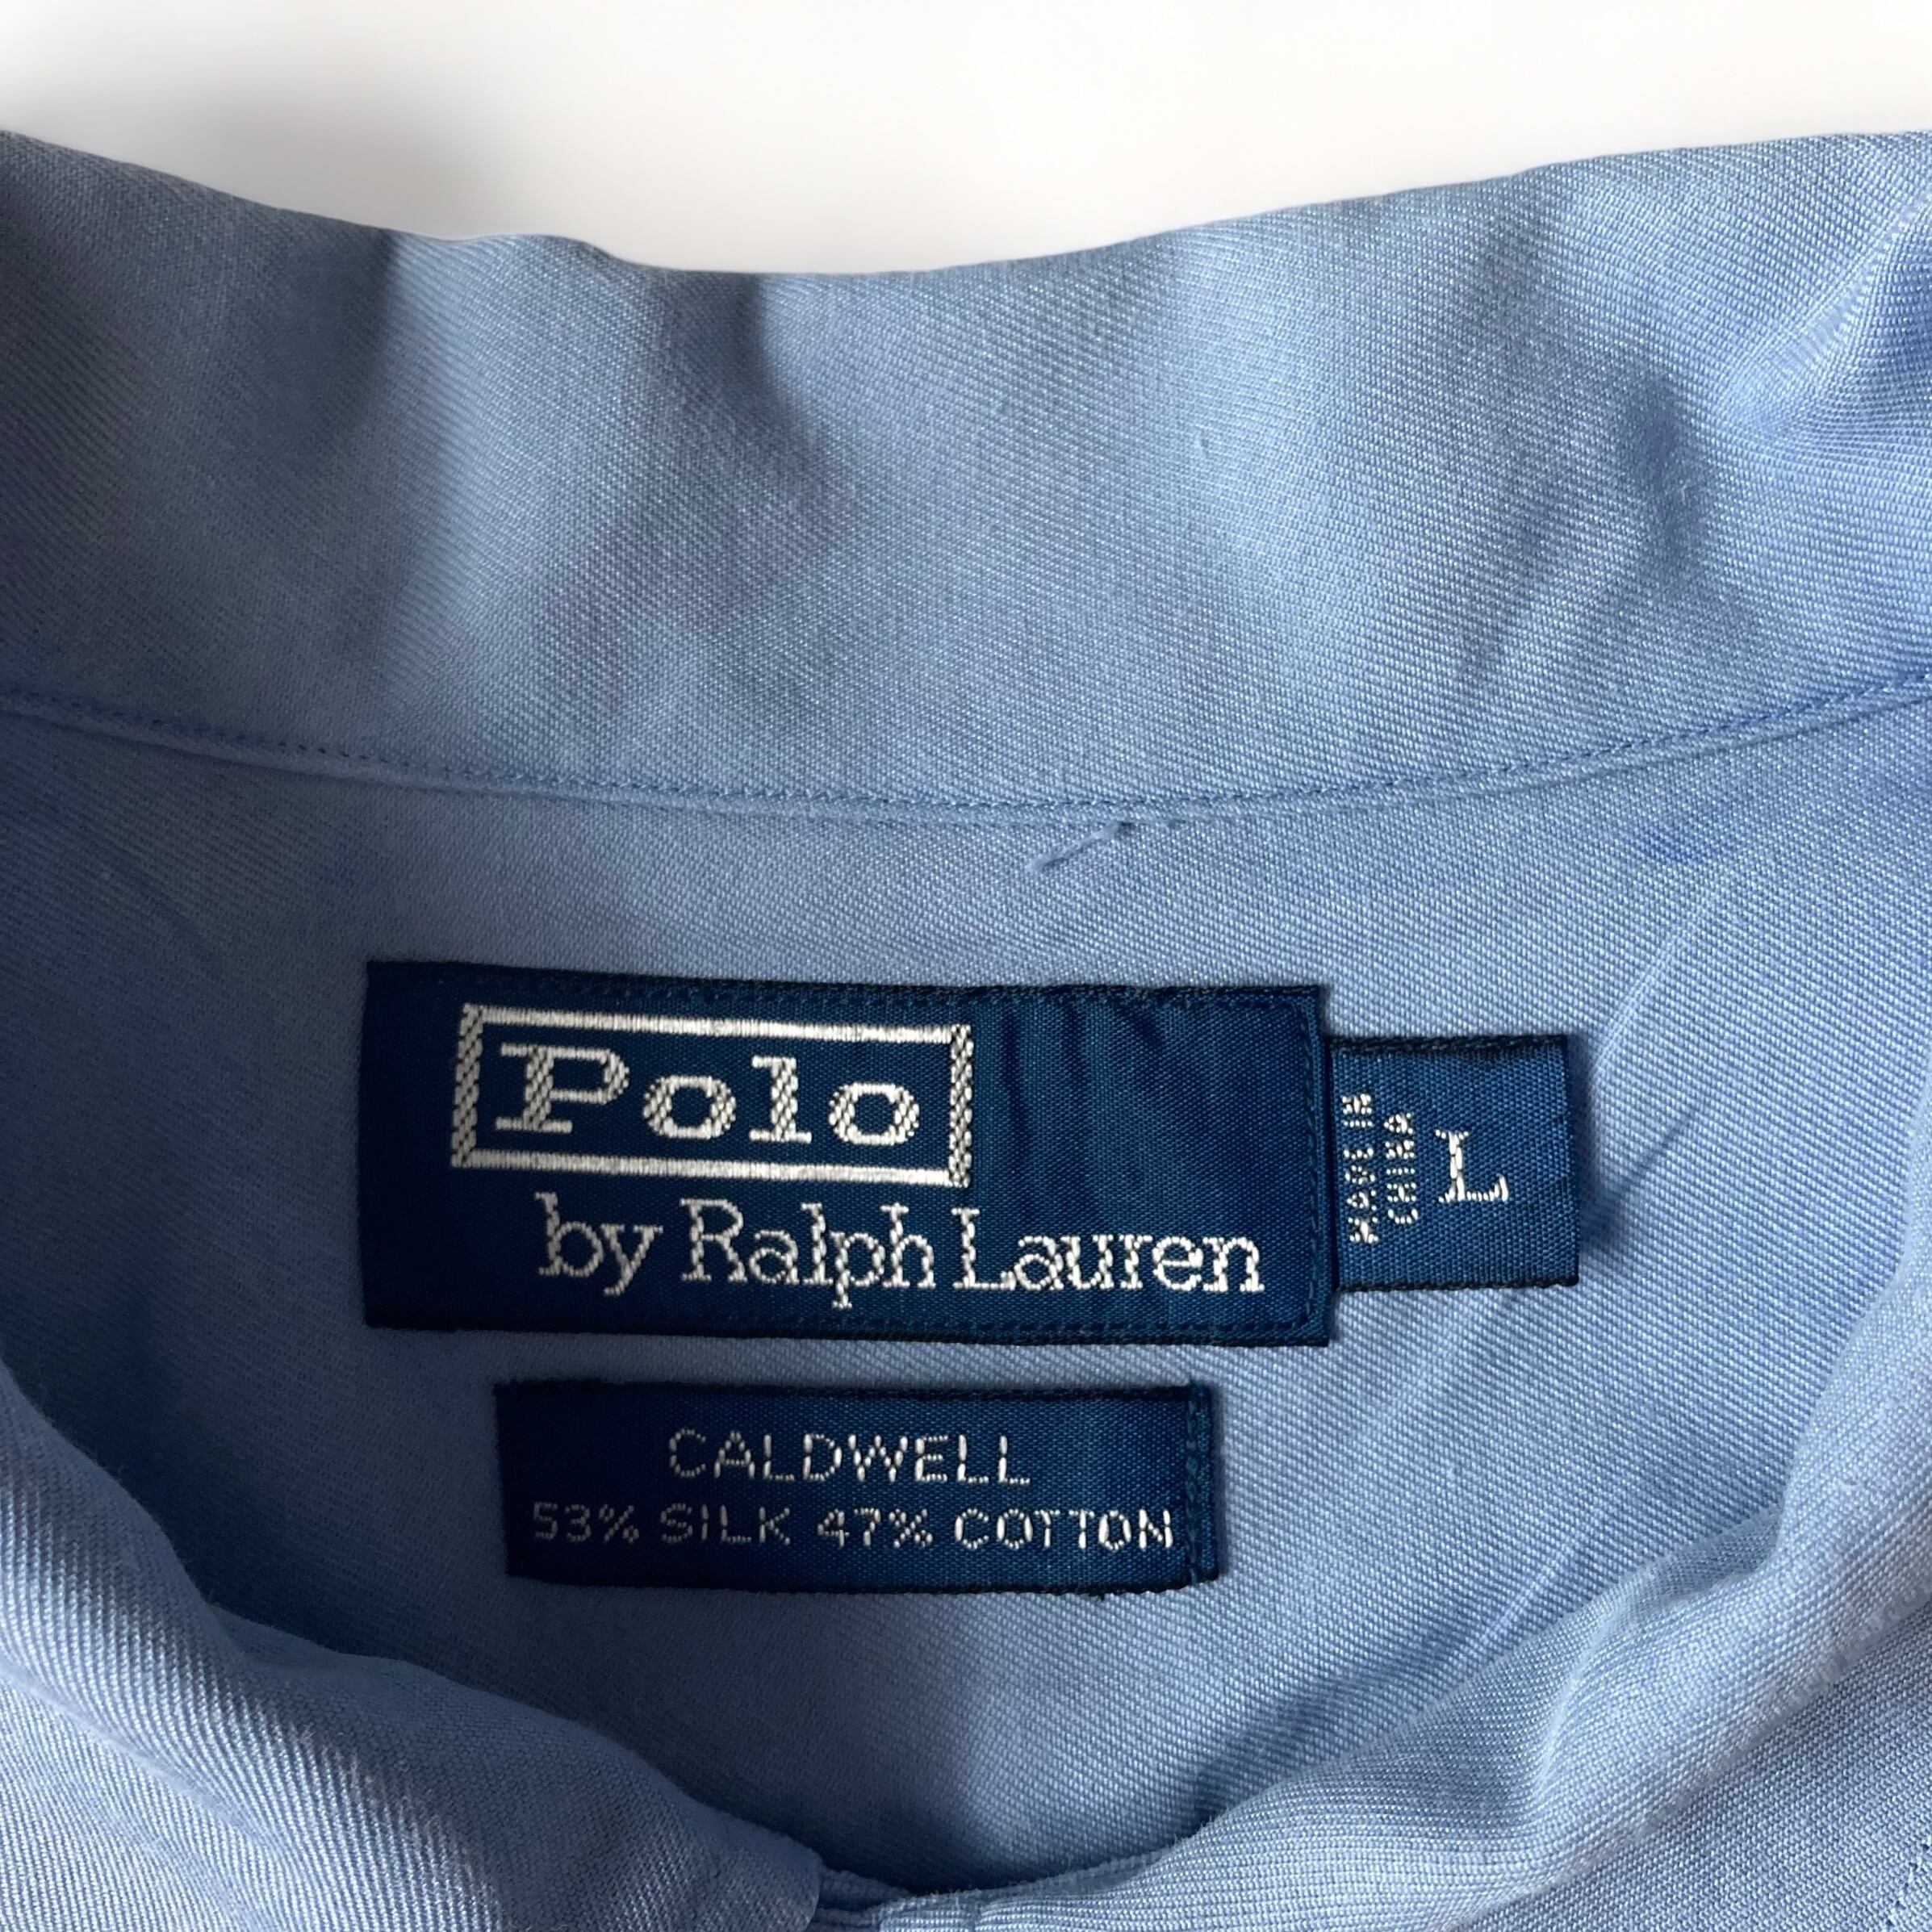 Polo
by Ralph Lauren
MADE IN
CHINA
L
CALDWELL
53% SILK 47% COTTON